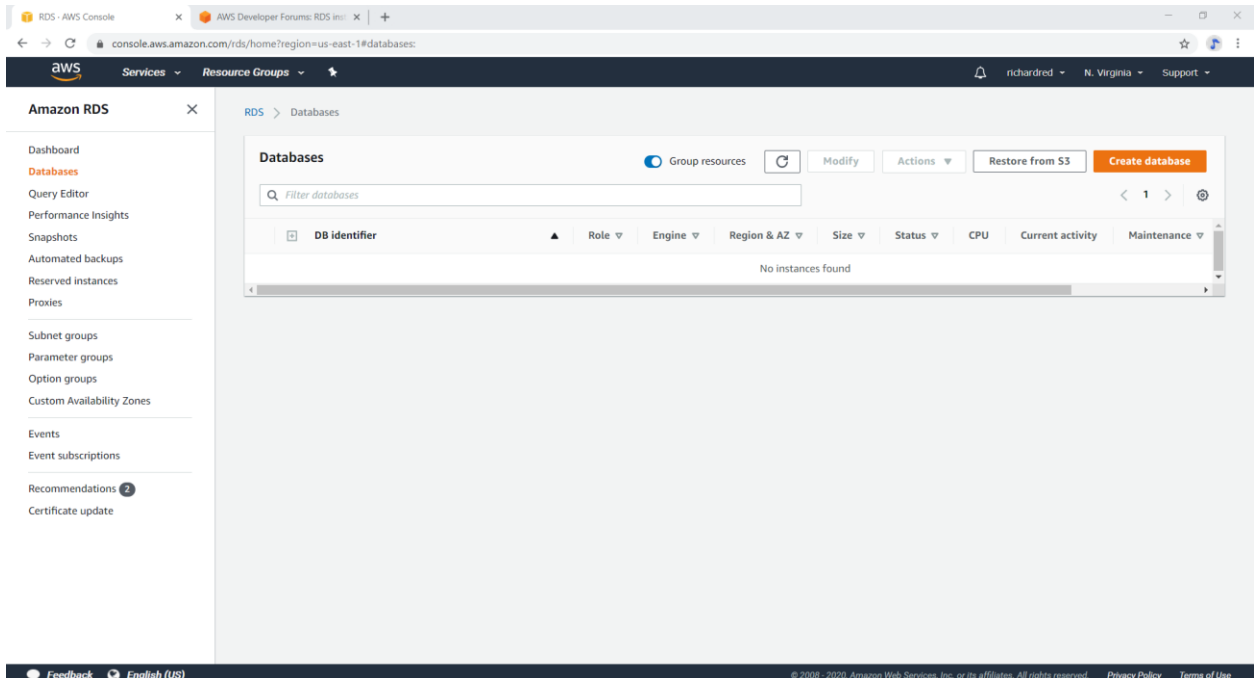 RDS - AWS Console
AWS Developer Forums: RDS inst
console.aws.amazon.com/rds/home?region=us-east-1#databases:
aws Services Resource Groups richardred N. Virginia Support
Amazon RDS
Dashboard
Databases
Query Editor
Performance Insights
Snapshots
Automated backups
Reserved instances
Proxies
Subnet groups
Parameter groups
Option groups
Custom Availability Zones
Events
Event subscriptions
Recommendations 2
Certificate update
RDS > Databases
Databases Group resources Modify Actions Restore from S3 Create database
Filter databases 1
DB identifier Role Engine Region & AZ Size Status CPU Current activity Maintenance
No instances found
Feedback English (US) © 2008 - 2020, Amazon Web Services, Inc. or its affiliates. All rights reserved. Privacy Policy Terms of Use